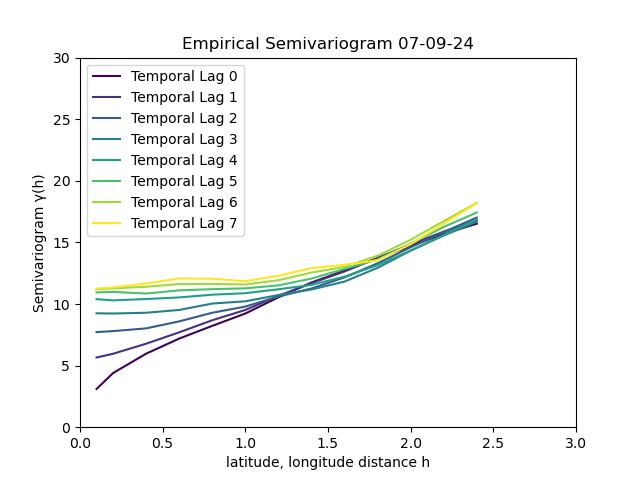 Empirical Semivariogram 07-09-24
30
25
20
15
10
5
0
Semivariogram γ(h)
Temporal Lag 0
Temporal Lag 1
Temporal Lag 2
Temporal Lag 3
Temporal Lag 4
Temporal Lag 5
Temporal Lag 6
Temporal Lag 7
0.0 0.5 1.0 1.5 2.0 2.5 3.0
latitude, longitude distance h